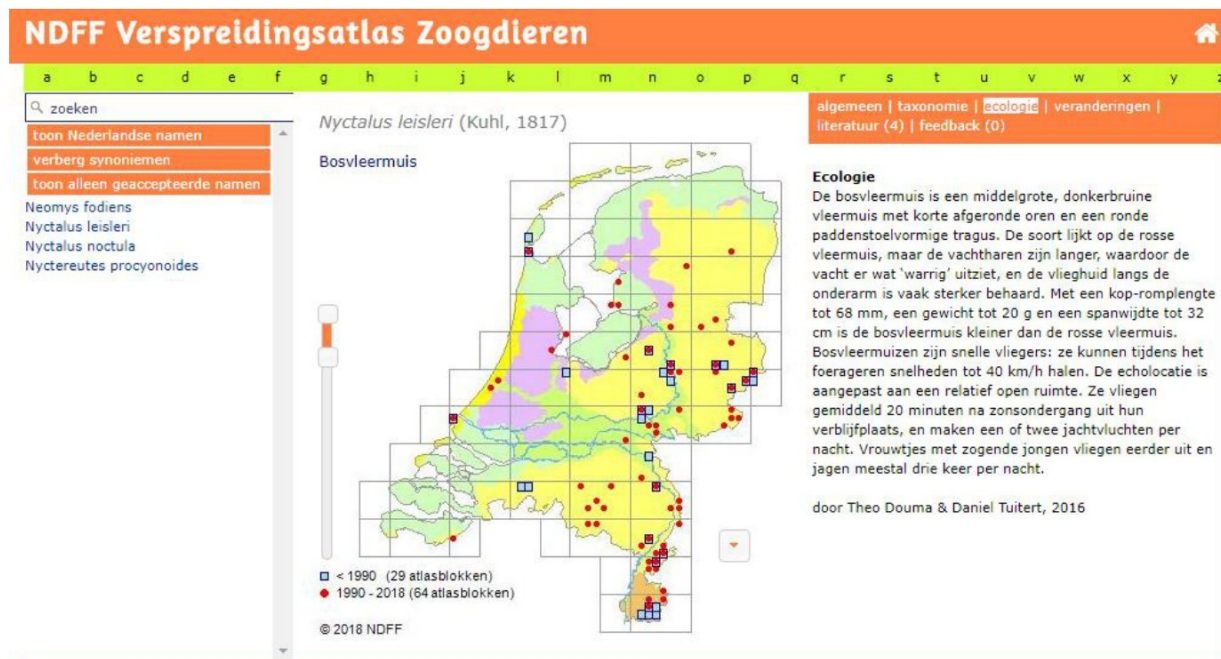 NDFF Verspreidingsatlas Zoogdieren
a b c d e f g h i j k l m n o p q r s t u v w x y z
zoeken
toon Nederlandse namen
verberg synoniemen
toon alleen geaccepteerde namen
Neomys fodiens
Nyctalus leisleri
Nyctalus noctula
Nyctereutes procyonoides
Nyctalus leisleri (Kuhl, 1817)
Bosvleermuis
< 1990 (29 atlasblokken)
1990 - 2018 (64 atlasblokken)
© 2018 NDFF
algemeen | taxonomie | ecologie | veranderingen |
literatuur (4) | feedback (0)
Ecologie
De bosvleermuis is een middelgrote, donkerbruine
vleermuis met korte afgeronde oren en een ronde
paddenstoelvormige tragus. De soort lijkt op de rosse
vleermuis, maar de vachtharen zijn langer, waardoor de
vacht er wat 'warrig' uitziet, en de vlieghuid langs de
onderarm is vaak sterker behaard. Met een kop-romplengte
tot 68 mm, een gewicht tot 20 g en een spanwijdte tot 32
cm is de bosvleermuis kleiner dan de rosse vleermuis.
Bosvleermuizen zijn snelle vliegers: ze kunnen tijdens het
foerageren snelheden tot 40 km/h halen. De echolocatie is
aangepast aan een relatief open ruimte. Ze vliegen
gemiddeld 20 minuten na zonsondergang uit hun
verblijfplaats, en maken een of twee jachtvluchten per
nacht. Vrouwtjes met zogende jongen vliegen eerder uit en
jagen meestal drie keer per nacht.
door Theo Douma & Daniel Tuitert, 2016